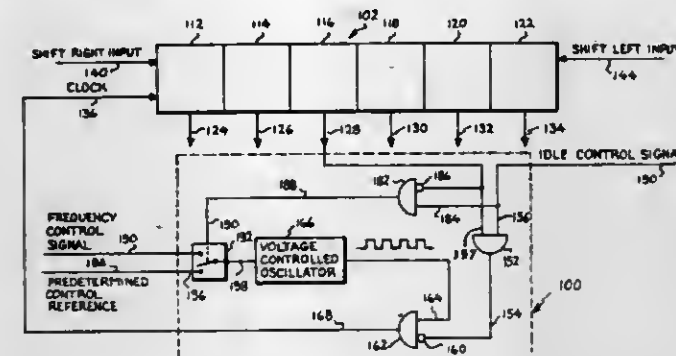 102
112 114 116 118 120 122
SHIFT RIGHT INPUT
140
SHIFT LEFT INPUT
144
CLOCK
136
124 126 128 130 132 134
IDLE CONTROL SIGNAL
150
182 186
188
184
156
190
166
FREQUENCY
CONTROL
SIGNAL
190
192
VOLTAGE
CONTROLLED
OSCILLATOR
157
152
194
196
198
PREDETERMINED
CONTROL
REFERENCE
164
154
100
168
162
160